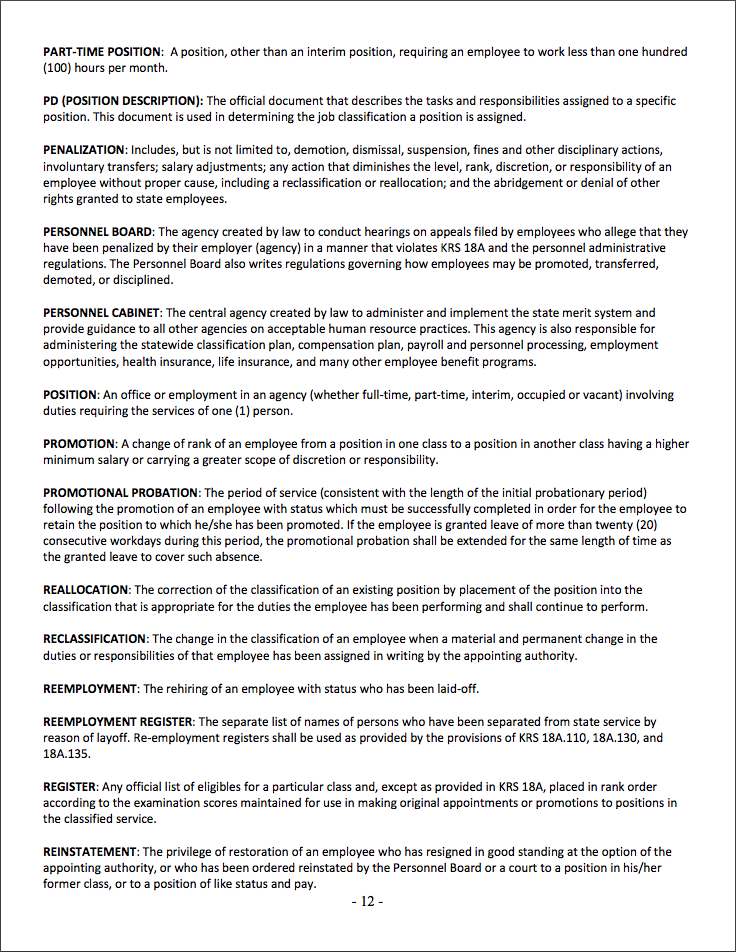 PART-TIME POSITION:  A position, other than an interim position, requiring an employee to work less than one hundred
(100) hours per month.
PD (POSITION DESCRIPTION): The official document that describes the tasks and responsibilities assigned to a specific
position. This document is used in determining the job classification a position is assigned.
PENALIZATION: Includes, but is not limited to, demotion, dismissal, suspension, fines and other disciplinary actions,
involuntary transfers; salary adjustments; any action that diminishes the level, rank, discretion, or responsibility of an
employee without proper cause, including a reclassification or reallocation; and the abridgement or denial of other
rights granted to state employees.
PERSONNEL BOARD: The agency created by law to conduct hearings on appeals filed by employees who allege that they
have been penalized by their employer (agency) in a manner that violates KRS 18A and the personnel administrative
regulations. The Personnel Board also writes regulations governing how employees may be promoted, transferred,
demoted, or disciplined.
PERSONNEL CABINET: The central agency created by law to administer and implement the state merit system and
provide guidance to all other agencies on acceptable human resource practices. This agency is also responsible for
administering the statewide classification plan, compensation plan, payroll and personnel processing, employment
opportunities, health insurance, life insurance, and many other employee benefit programs.
POSITION: An office or employment in an agency (whether full-time, part-time, interim, occupied or vacant) involving
duties requiring the services of one (1) person.
PROMOTION: A change of rank of an employee from a position in one class to a position in another class having a higher
minimum salary or carrying a greater scope of discretion or responsibility.
PROMOTIONAL PROBATION: The period of service (consistent with the length of the initial probationary period)
following the promotion of an employee with status which must be successfully completed in order for the employee to
retain the position to which he/she has been promoted. If the employee is granted leave of more than twenty (20)
consecutive workdays during this period, the promotional probation shall be extended for the same length of time as
the granted leave to cover such absence.
REALLOCATION: The correction of the classification of an existing position by placement of the position into the
classification that is appropriate for the duties the employee has been performing and shall continue to perform.
RECLASSIFICATION: The change in the classification of an employee when a material and permanent change in the
duties or responsibilities of that employee has been assigned in writing by the appointing authority.
REEMPLOYMENT: The rehiring of an employee with status who has been laid-off.
REEMPLOYMENT REGISTER: The separate list of names of persons who have been separated from state service by
reason of layoff. Re-employment registers shall be used as provided by the provisions of KRS 18A.110, 18A.130, and
18A.135.
REGISTER: Any official list of eligibles for a particular class and, except as provided in KRS 18A, placed in rank order
according to the examination scores maintained for use in making original appointments or promotions to positions in
the classified service.
REINSTATEMENT: The privilege of restoration of an employee who has resigned in good standing at the option of the
appointing authority, or who has been ordered reinstated by the Personnel Board or a court to a position in his/her
former class, or to a position of like status and pay.
- 12 -